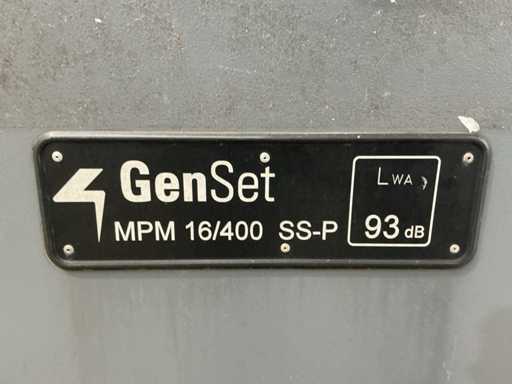 GenSet
MPM 16/400 SS-P
LWA
93 dB